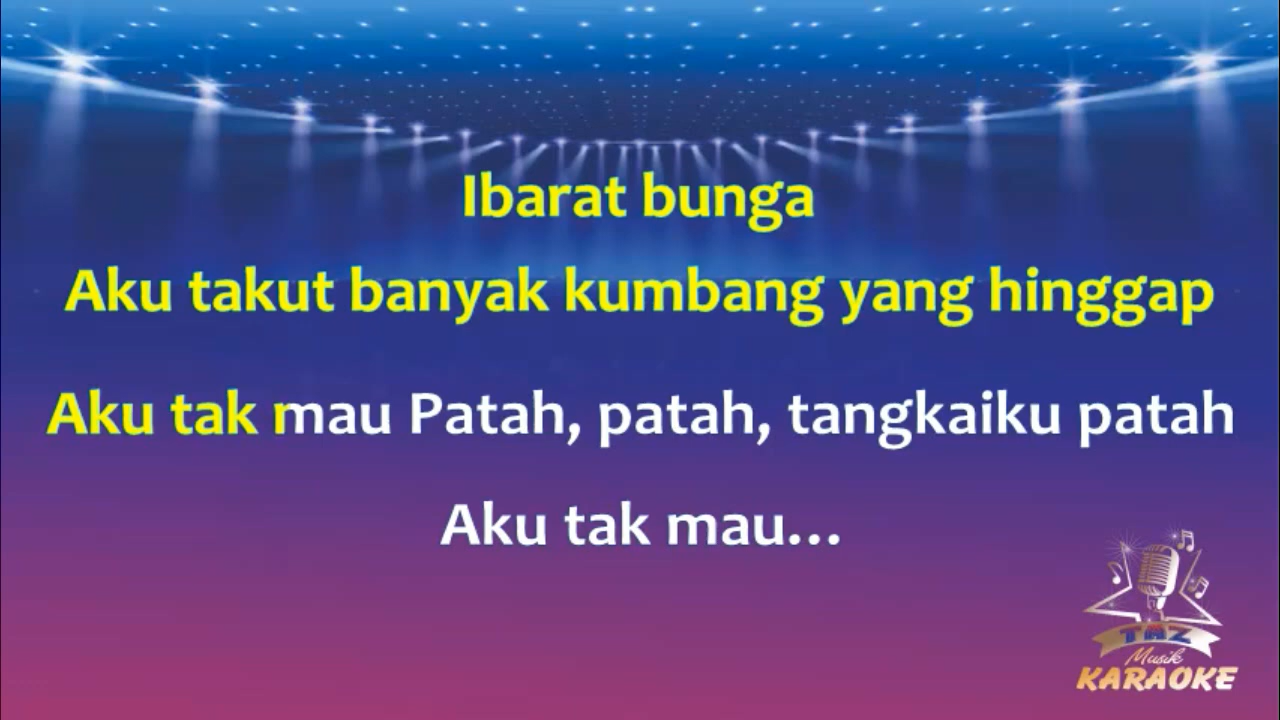 Ibarat bunga
Aku takut banyak kumbang yang hinggap
Aku tak mau Patah, patah, tangkaiku patah
Aku tak mau...
TMZ
Musik
KARAOKE